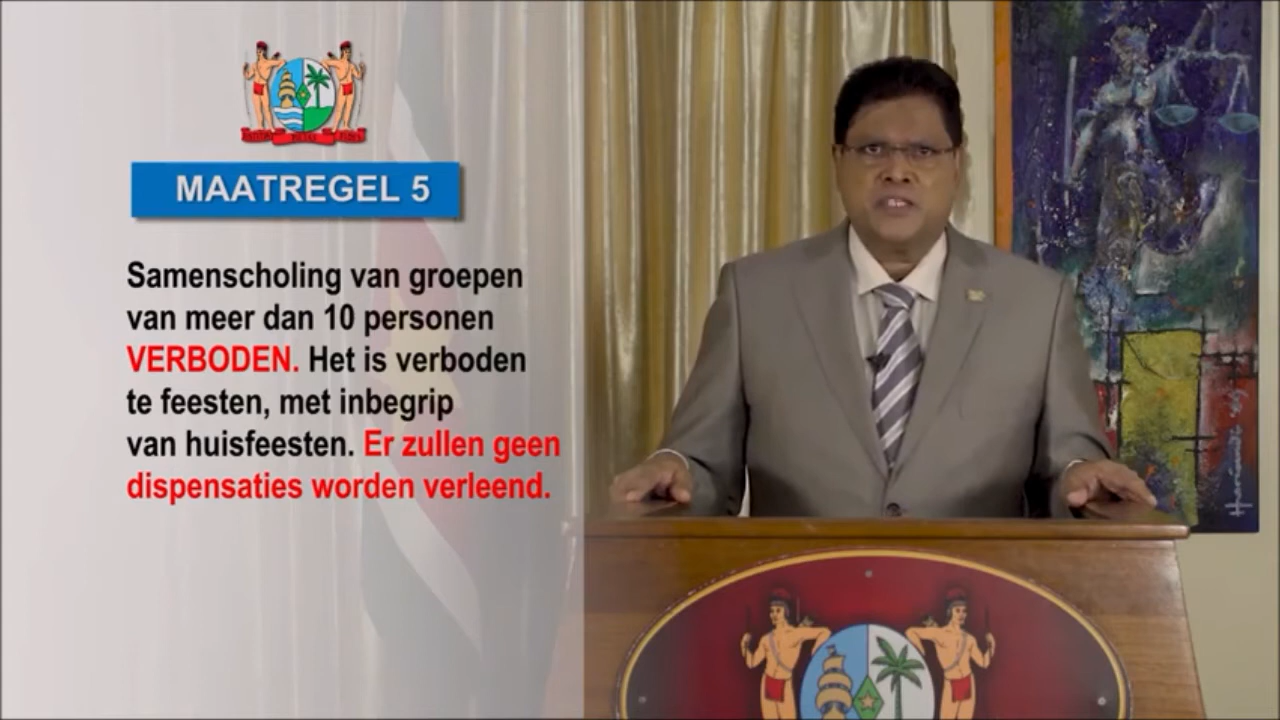 MAATREGEL 5
Samenscholing van groepen
van meer dan 10 personen
VERBODEN. Het is verboden
te feesten, met inbegrip
van huisfeesten. Er zullen geen
dispensaties worden verleend.